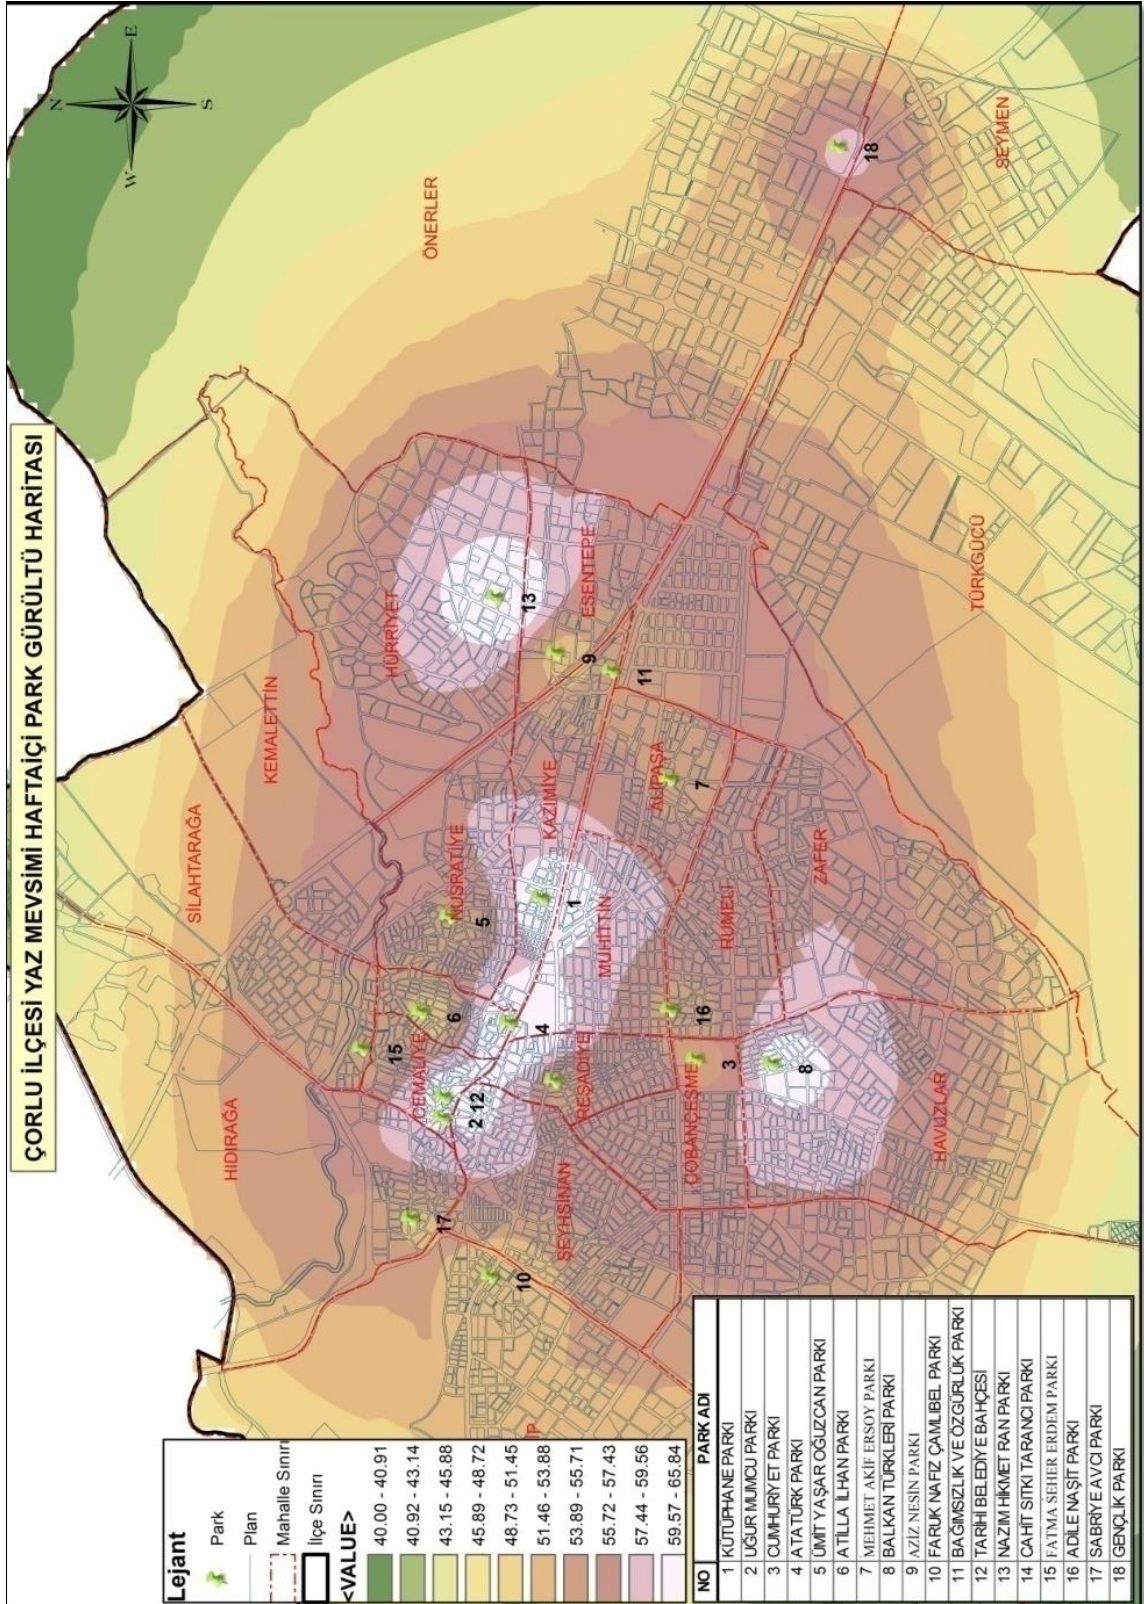 ÇORLU İLÇESİ YAZ MEVSİMİ HAFTAİÇİ PARK GÜRÜLTÜ HARİTASI
N
E
S
W
ÖNERLER
SEYMEN
18
SİLAHTARAĞA
KEMALETTİN
HÜRRİYET
13
ESENTEPE
9
11
TÜRKGÜCÜ
HIDIRAĞA
NUSRATİYE
5
KAZIMİYE
1
MUHİTTİN
ALİPAŞA
7
ZAFER
RUMELİ
16
15
6
CEMALİYE
4
2.12
REŞADİYE
3
ÇOBANÇEŞME
8
HAVUZLAR
17
10
ŞEYHSİNAN
IP
Lejant
Park
Plan
Mahalle Sınırı
İlçe Sınırı
<VALUE>
40.00 - 40.91
40.92 - 43.14
43.15 - 45.88
45.89 - 48.72
48.73 - 51.45
51.46 - 53.88
53.89 - 55.71
55.72 - 57.43
57.44 - 59.56
59.57 - 65.84
NO PARK ADI
1 KÜTÜPHANE PARKI
2 UĞUR MUMCU PARKI
3 CUMHURİYET PARKI
4 ATATÜRK PARKI
5 ÜMİT YAŞAR OĞUZCAN PARKI
6 ATİLLA İLHAN PARKI
7 MEHMET AKİF ERSOY PARKI
8 BALKAN TÜRKLERİ PARKI
9 AZİZ NESİN PARKI
10 FARUK NAFIZ ÇAMLIBEL PARKI
11 BAĞIMSIZLIK VE ÖZGÜRLÜK PARKI
12 TARİHİ BELEDİYE BAHÇESİ
13 NAZIM HİKMET RAN PARKI
14 CAHİT SITKI TARANCI PARKI
15 FATMA SEHER ERDEM PARKI
16 ADİLE NAŞİT PARKI
17 SABRİYE AVCI PARKI
18 GENÇLİK PARKI